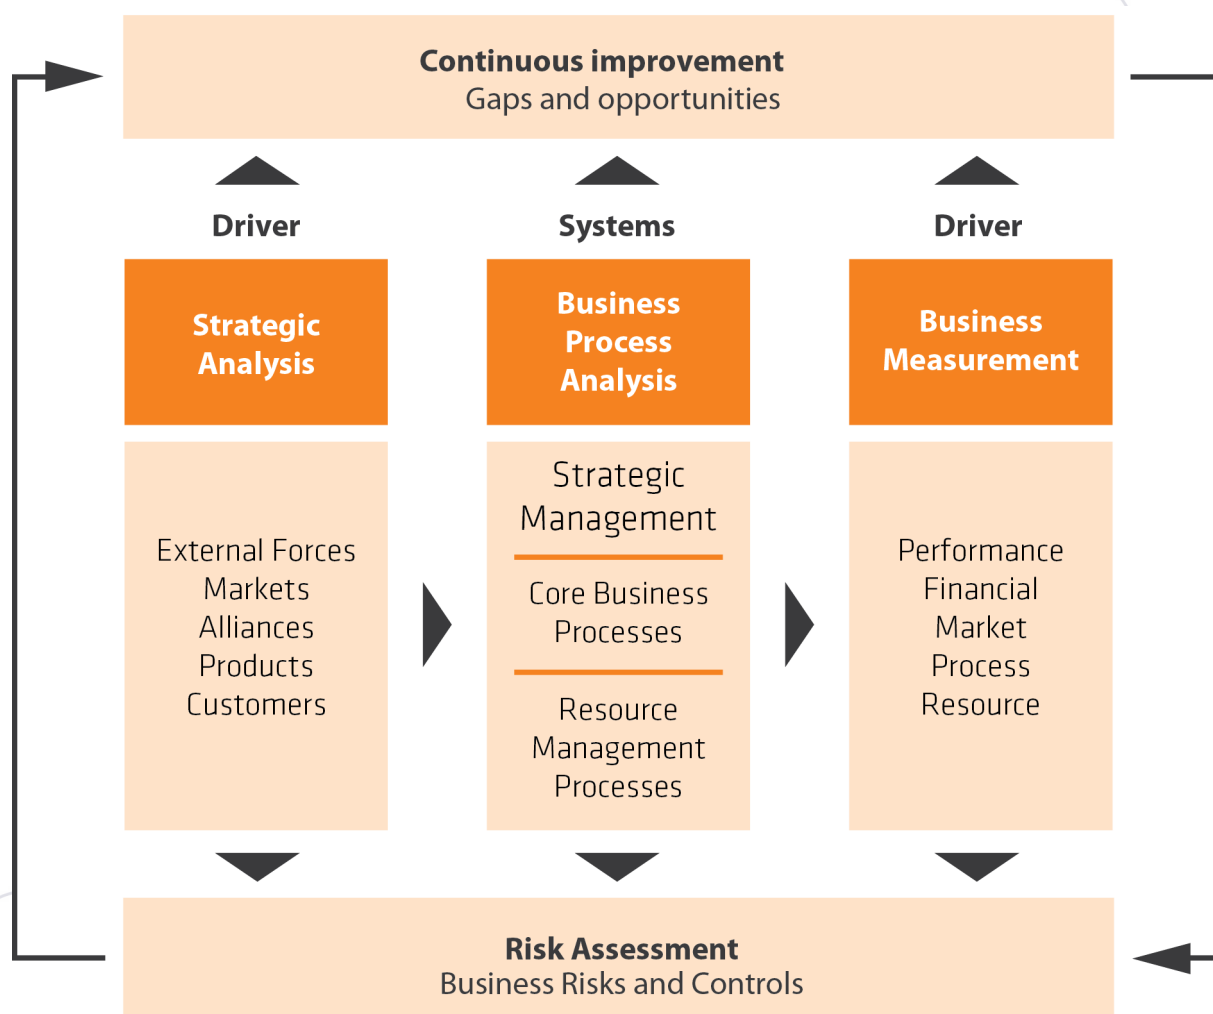 Continuous improvement
Gaps and opportunities
Driver
Systems
Driver
Strategic
Analysis
Business
Process
Analysis
Business
Measurement
External Forces
Markets
Alliances
Products
Customers
Strategic
Management
Core Business
Processes
Resource
Management
Processes
Performance
Financial
Market
Process
Resource
Risk Assessment
Business Risks and Controls